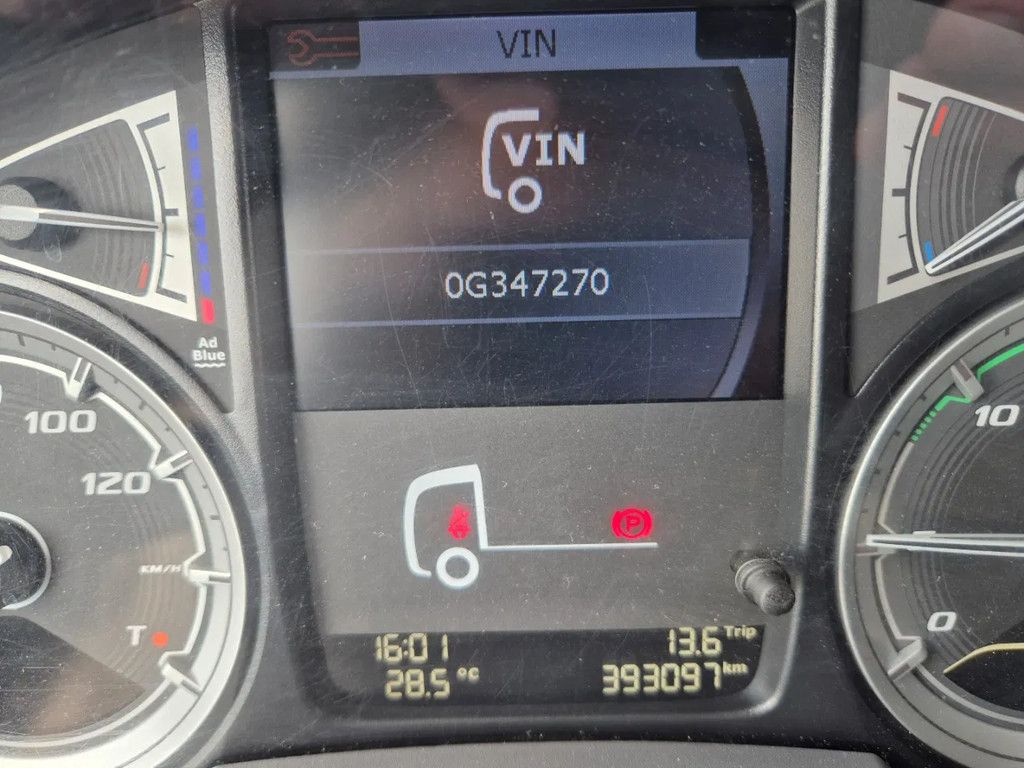 VIN
VIN
0G347270
Ad
Blue
100
120
KM/H
T
10
0
P
16:01
13.6 Trip
28.5 °C
393097 km